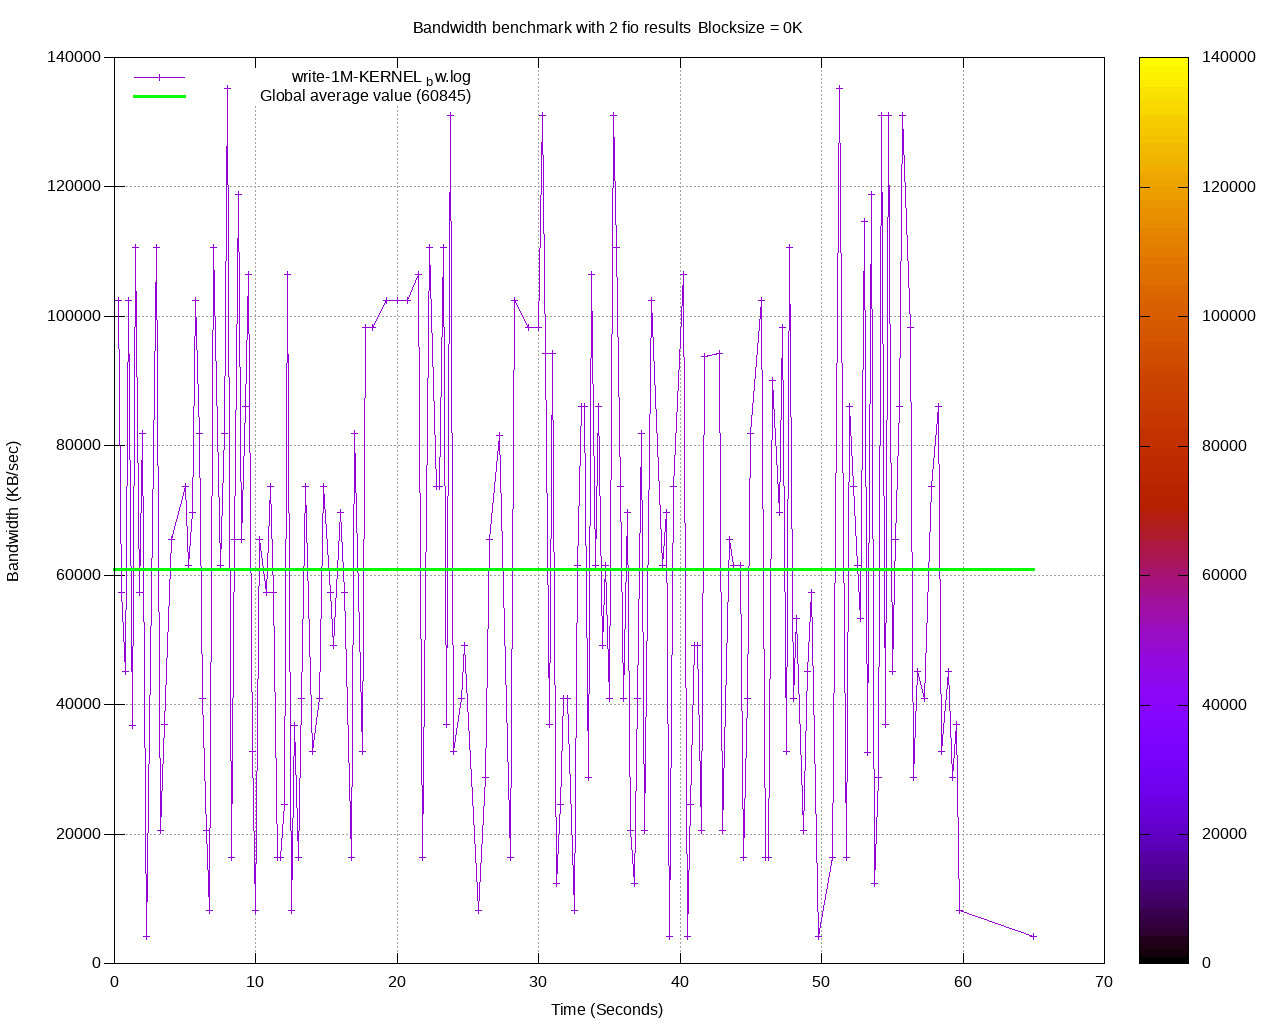 Bandwidth benchmark with 2 fio results Blocksize = 0K
write-1M-KERNEL bw.log
Global average value (60845)
140000
120000
100000
80000
60000
40000
20000
0
Bandwidth (KB/sec)
0 10 20 30 40 50 60 70
Time (Seconds)
140000
120000
100000
80000
60000
40000
20000
0